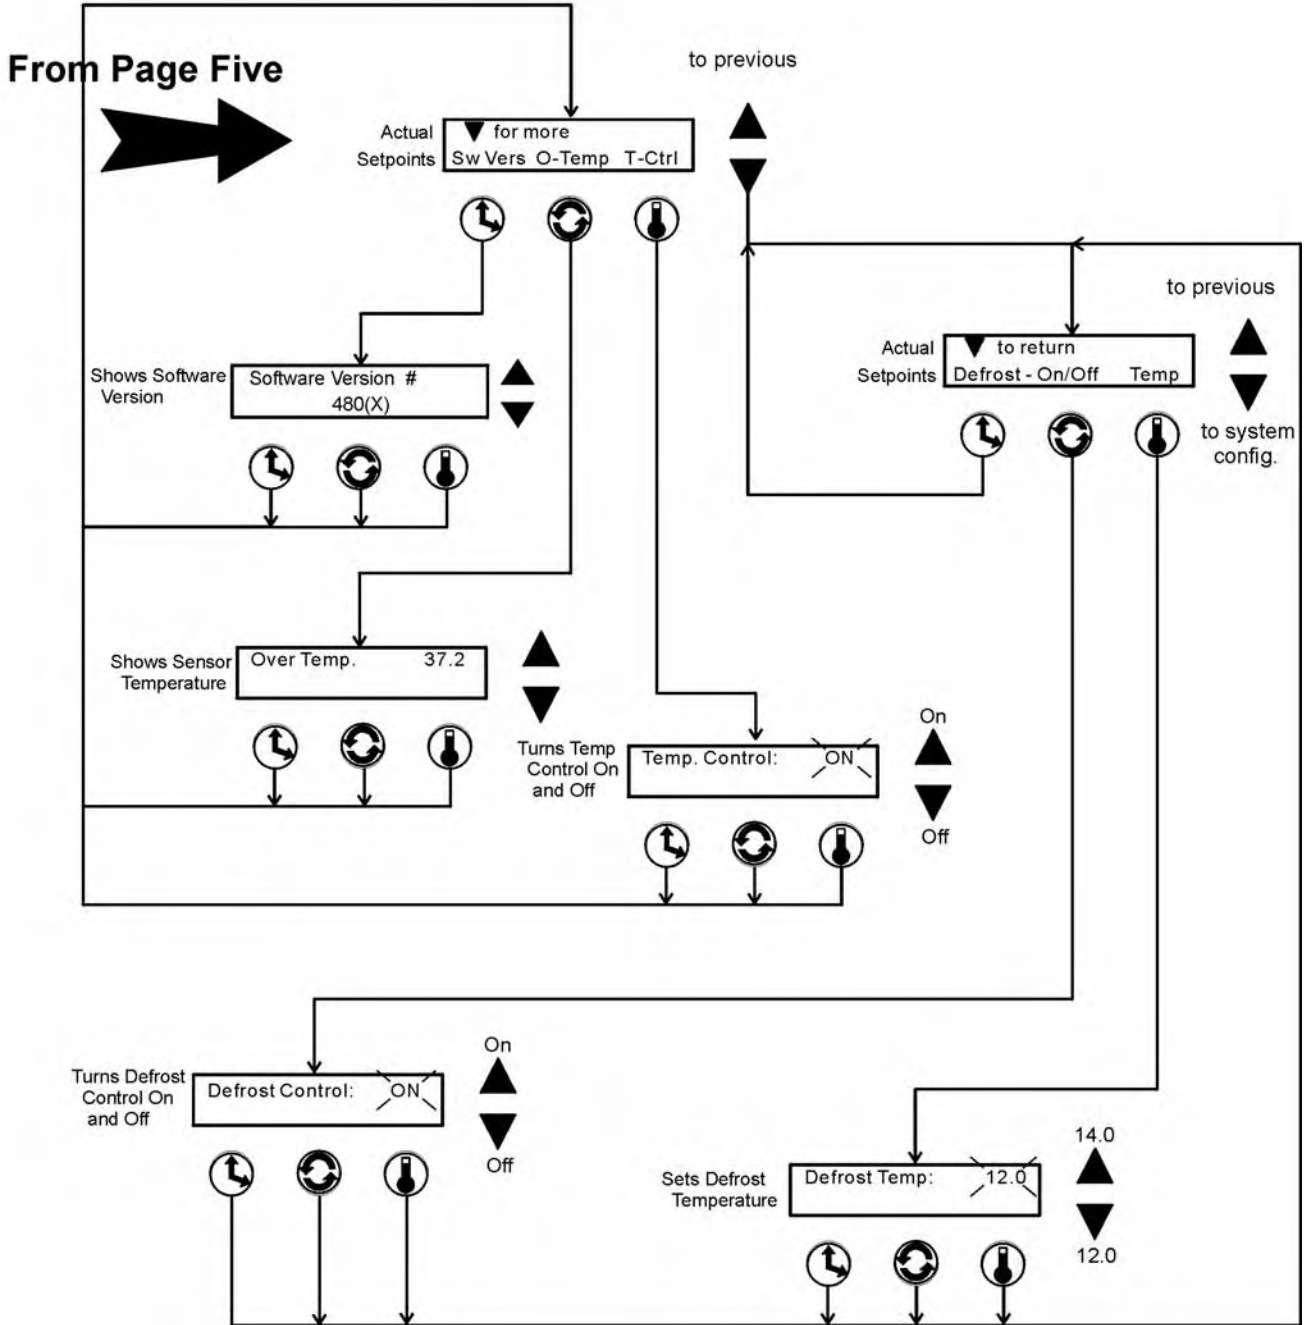 From Page Five
to previous
Actual
Setpoints
▼ for more
Sw Vers O-Temp T-Ctrl
to previous
Actual
Setpoints
▼ to return
Defrost - On/Off Temp
to system
config.
Shows Software
Version
Software Version #
480(X)
Shows Sensor
Temperature
Over Temp. 37.2
Turns Temp
Control On
and Off
Temp. Control: ON
On
Off
Turns Defrost
Control On
and Off
Defrost Control: ON
On
Off
Sets Defrost
Temperature
Defrost Temp: 12.0
14.0
12.0